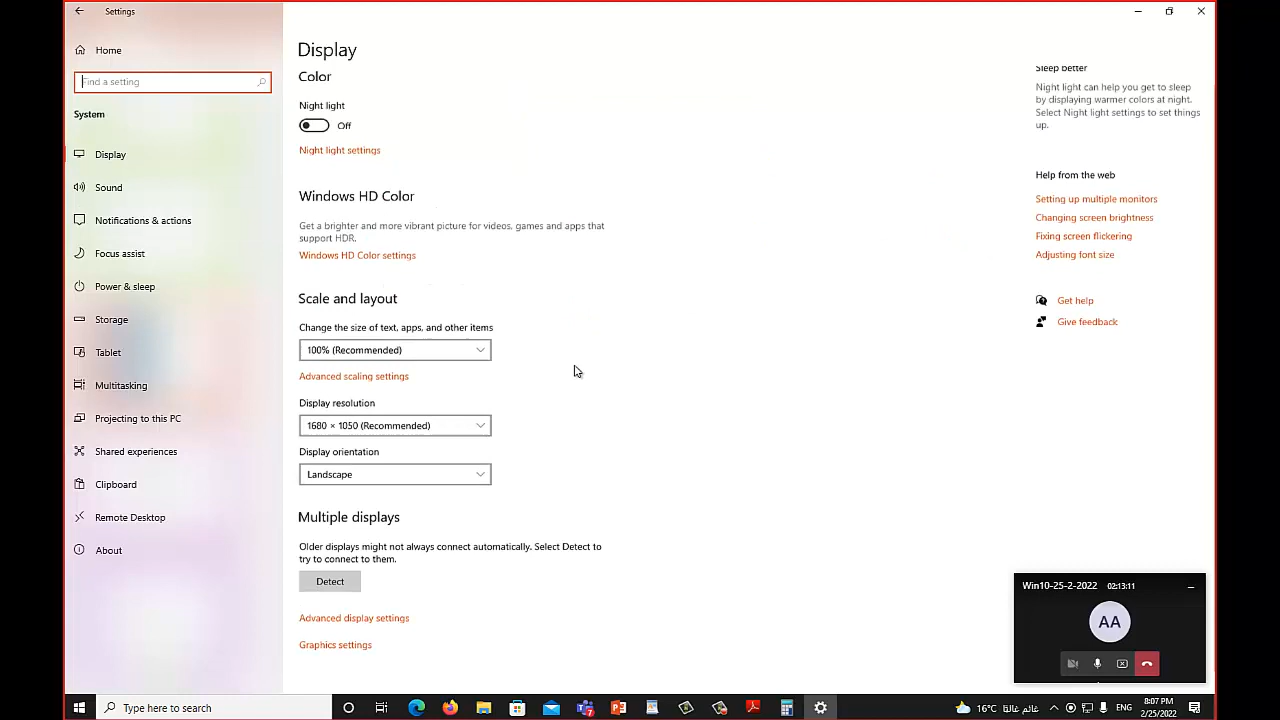 Settings
Home
Find a setting
System
Display
Sound
Notifications & actions
Focus assist
Power & sleep
Storage
Tablet
Multitasking
Projecting to this PC
Shared experiences
Clipboard
Remote Desktop
About
Display
Color
Night light
Off
Night light settings
Windows HD Color
Get a brighter and more vibrant picture for videos, games and apps that
support HDR.
Windows HD Color settings
Scale and layout
Change the size of text, apps, and other items
100% (Recommended)
Advanced scaling settings
Display resolution
1680 × 1050 (Recommended)
Display orientation
Landscape
Multiple displays
Older displays might not always connect automatically. Select Detect to
try to connect to them.
Detect
Advanced display settings
Graphics settings
Sleep better
Night light can help you get to sleep
by displaying warmer colors at night.
Select Night light settings to set things
up.
Help from the web
Setting up multiple monitors
Changing screen brightness
Fixing screen flickering
Adjusting font size
Get help
Give feedback
Win10-25-2-2022 02:13:11
AA
Type here to search
16°C غائم غالبًا
ENG
8:07 PM
2/25/2022